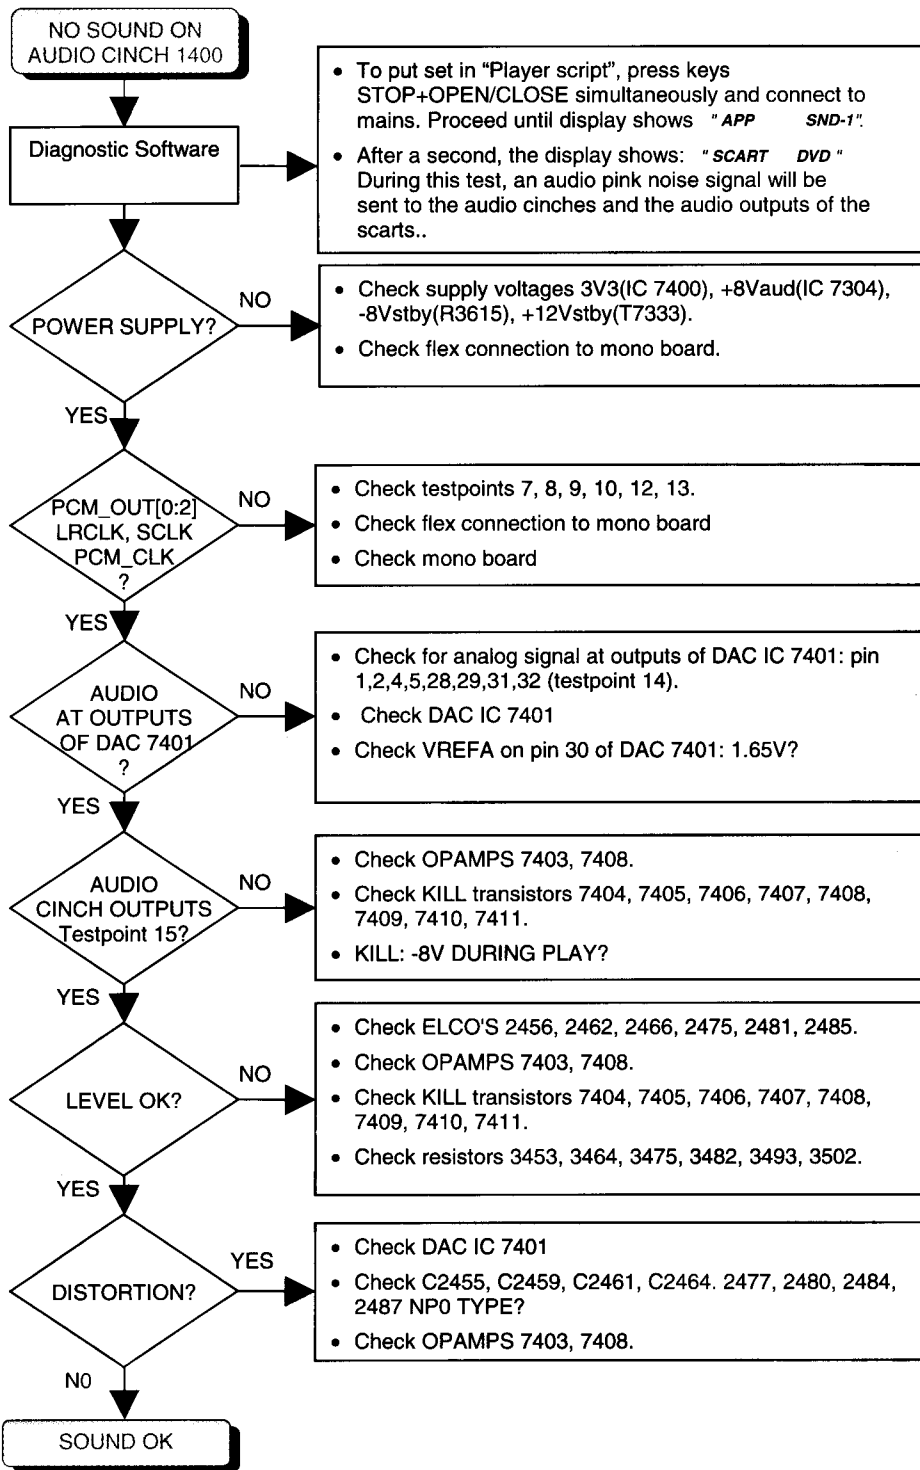 NO SOUND ON
AUDIO CINCH 1400
Diagnostic Software
• To put set in “Player script”, press keys
STOP+OPEN/CLOSE simultaneously and connect to
mains. Proceed until display shows "APP SND-1".
• After a second, the display shows: "SCART DVD"
During this test, an audio pink noise signal will be
sent to the audio cinches and the audio outputs of the
scarts..
POWER SUPPLY?
NO
• Check supply voltages 3V3(IC 7400), +8Vaud(IC 7304),
-8Vstby(R3615), +12Vstby(T7333).
• Check flex connection to mono board.
YES
PCM_OUT[0:2]
LRCLK, SCLK
PCM_CLK
?
NO
• Check testpoints 7, 8, 9, 10, 12, 13.
• Check flex connection to mono board
• Check mono board
YES
AUDIO
AT OUTPUTS
OF DAC 7401
?
NO
• Check for analog signal at outputs of DAC IC 7401: pin
1,2,4,5,28,29,31,32 (testpoint 14).
• Check DAC IC 7401
• Check VREFA on pin 30 of DAC 7401: 1.65V?
YES
AUDIO
CINCH OUTPUTS
Testpoint 15?
NO
• Check OPAMPS 7403, 7408.
• Check KILL transistors 7404, 7405, 7406, 7407, 7408,
7409, 7410, 7411.
• KILL: -8V DURING PLAY?
YES
LEVEL OK?
NO
• Check ELCO'S 2456, 2462, 2466, 2475, 2481, 2485.
• Check OPAMPS 7403, 7408.
• Check KILL transistors 7404, 7405, 7406, 7407, 7408,
7409, 7410, 7411.
• Check resistors 3453, 3464, 3475, 3482, 3493, 3502.
YES
DISTORTION?
YES
• Check DAC IC 7401
• Check C2455, C2459, C2461, C2464. 2477, 2480, 2484,
2487 NP0 TYPE?
• Check OPAMPS 7403, 7408.
N0
SOUND OK